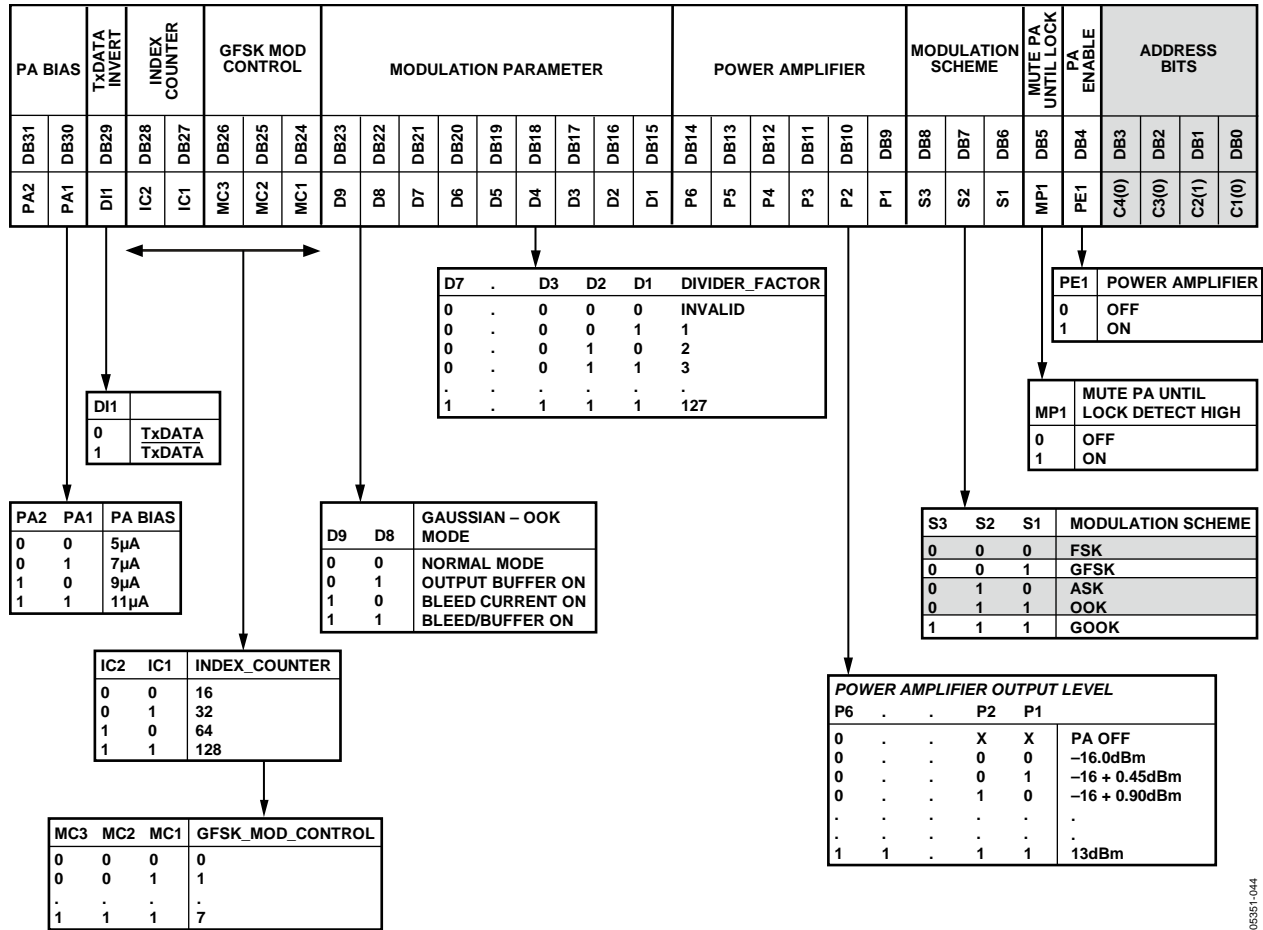 PA BIAS TxDATA INVERT INDEX COUNTER GFSK MOD CONTROL MODULATION PARAMETER POWER AMPLIFIER MODULATION SCHEME MUTE PA UNTIL LOCK PA ENABLE ADDRESS BITS
DB31 DB30 DB29 DB28 DB27 DB26 DB25 DB24 DB23 DB22 DB21 DB20 DB19 DB18 DB17 DB16 DB15 DB14 DB13 DB12 DB11 DB10 DB9 DB8 DB7 DB6 DB5 DB4 DB3 DB2 DB1 DB0
PA2 PA1 DI1 IC2 IC1 MC3 MC2 MC1 D9 D8 D7 D6 D5 D4 D3 D2 D1 P6 P5 P4 P3 P2 P1 S3 S2 S1 MP1 PE1 C4(0) C3(0) C2(1) C1(0)
D7 . D3 D2 D1 DIVIDER_FACTOR
0 . 0 0 0 INVALID
0 . 0 0 1 1
0 . 0 1 0 2
0 . 0 1 1 3
. . . . . .
1 . 1 1 1 127
PE1 POWER AMPLIFIER
0 OFF
1 ON
MP1 MUTE PA UNTIL LOCK DETECT HIGH
0 OFF
1 ON
DI1
0 TxDATA
1 TxDATA
PA2 PA1 PA BIAS
0 0 5µA
0 1 7µA
1 0 9µA
1 1 11µA
D9 D8 GAUSSIAN – OOK MODE
0 0 NORMAL MODE
0 1 OUTPUT BUFFER ON
1 0 BLEED CURRENT ON
1 1 BLEED/BUFFER ON
S3 S2 S1 MODULATION SCHEME
0 0 0 FSK
0 0 1 GFSK
0 1 0 ASK
0 1 1 OOK
1 1 1 GOOK
IC2 IC1 INDEX_COUNTER
0 0 16
0 1 32
1 0 64
1 1 128
POWER AMPLIFIER OUTPUT LEVEL
P6 . . P2 P1
0 . . X X PA OFF
0 . . 0 0 –16.0dBm
0 . . 0 1 –16 + 0.45dBm
0 . . 1 0 –16 + 0.90dBm
. . . . . .
. . . . . .
1 1 . 1 1 13dBm
MC3 MC2 MC1 GFSK_MOD_CONTROL
0 0 0 0
0 0 1 1
. . . .
1 1 1 7
05351-044